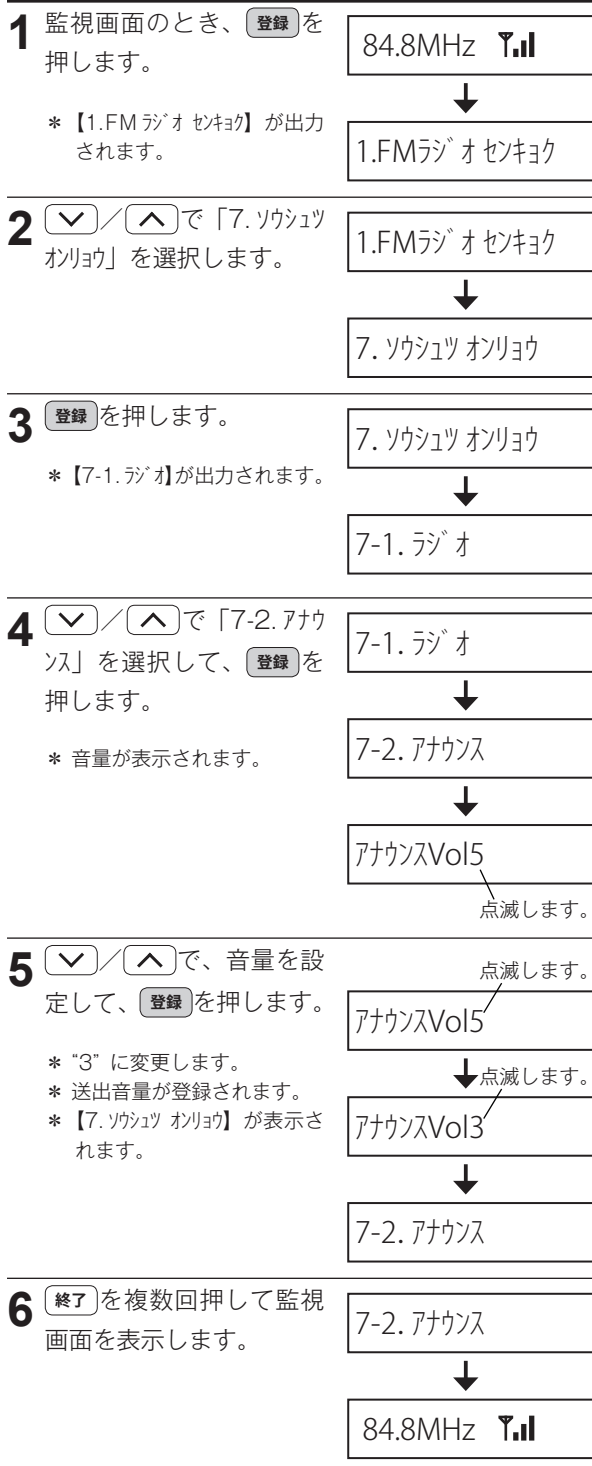 1 監視画面のとき、登録を
押します。
＊【1.FMﾗｼﾞｵ ｾﾝｷｮｸ】が出力
されます。
84.8MHz
1.FMﾗｼﾞｵ ｾﾝｷｮｸ
2 ／ で「7. ｿｳｼｭﾂ
ｵﾝﾘｮｳ」を選択します。
1.FMﾗｼﾞｵ ｾﾝｷｮｸ
7. ｿｳｼｭﾂ ｵﾝﾘｮｳ
3 登録を押します。
＊【7-1. ﾗｼﾞｵ】が出力されます。
7. ｿｳｼｭﾂ ｵﾝﾘｮｳ
7-1. ﾗｼﾞｵ
4 ／ で「7-2. ｱﾅｳ
ﾝｽ」を選択して、登録を
押します。
＊ 音量が表示されます。
7-1. ﾗｼﾞｵ
7-2. ｱﾅｳﾝｽ
ｱﾅｳﾝｽVol5
点滅します。
5 ／ で、音量を設
定して、登録を押します。
＊ “3” に変更します。
＊ 送出音量が登録されます。
＊【7. ｿｳｼｭﾂ ｵﾝﾘｮｳ】が表示さ
れます。
点滅します。
ｱﾅｳﾝｽVol5
点滅します。
ｱﾅｳﾝｽVol3
7-2. ｱﾅｳﾝｽ
6 終了を複数回押して監視
画面を表示します。
7-2. ｱﾅｳﾝｽ
84.8MHz